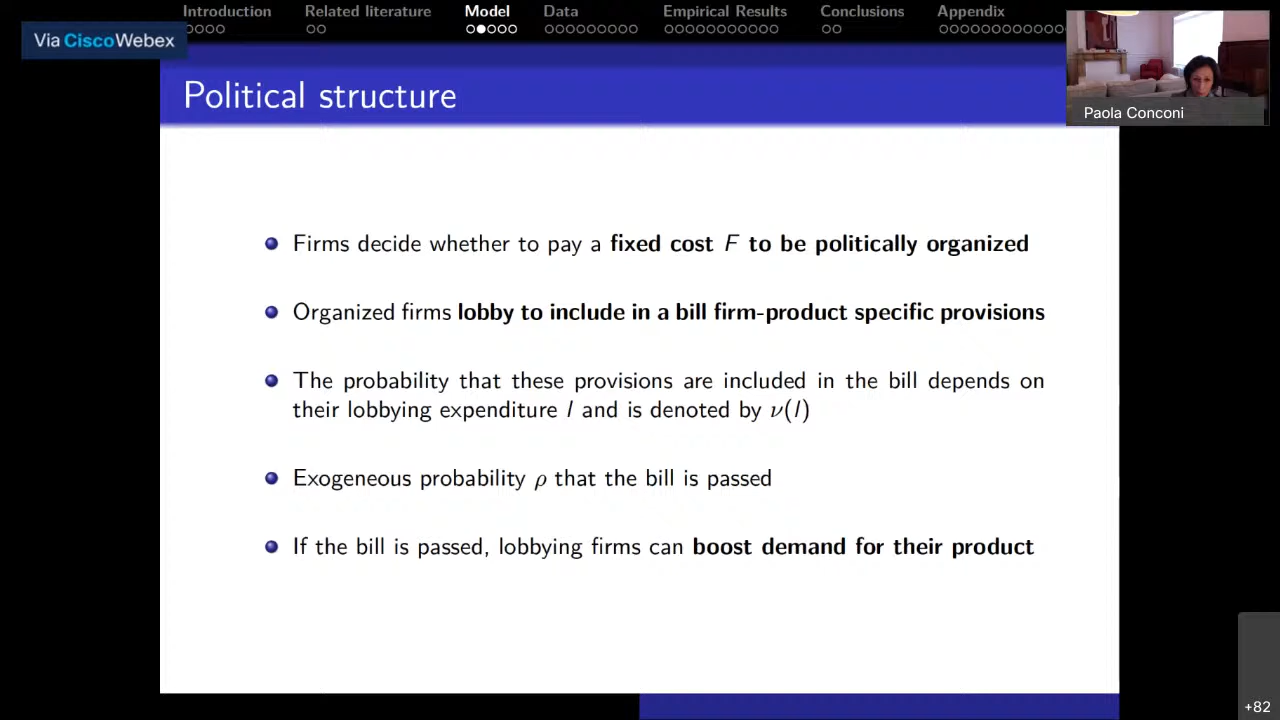 Introduction Related literature Model Data Empirical Results Conclusions Appendix
Via Cisco Webex
Paola Conconi
Political structure
Firms decide whether to pay a fixed cost F to be politically organized
Organized firms lobby to include in a bill firm-product specific provisions
The probability that these provisions are included in the bill depends on
their lobbying expenditure l and is denoted by ν(l)
Exogeneous probability ρ that the bill is passed
If the bill is passed, lobbying firms can boost demand for their product
+82